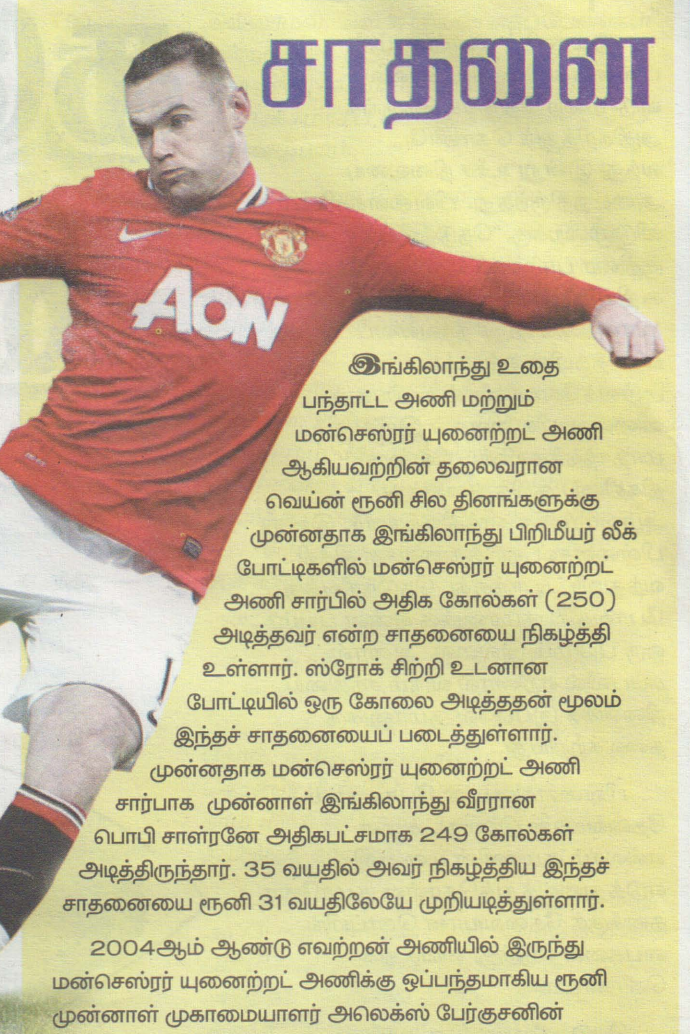 சாதனை
AON
இங்கிலாந்து உதை
பந்தாட்ட அணி மற்றும்
மன்செஸ்ரர் யுனைற்றட் அணி
ஆகியவற்றின் தலைவரான
வெய்ன் ரூனி சில தினங்களுக்கு
முன்னதாக இங்கிலாந்து பிறிமீயர் லீக்
போட்டிகளில் மன்செஸ்ரர் யுனைற்றட்
அணி சார்பில் அதிக கோல்கள் (250)
அடித்தவர் என்ற சாதனையை நிகழ்த்தி
உள்ளார். ஸ்ரோக் சிற்றி உடனான
போட்டியில் ஒரு கோலை அடித்ததன் மூலம்
இந்தச் சாதனையைப் படைத்துள்ளார்.
முன்னதாக மன்செஸ்ரர் யுனைற்றட் அணி
சார்பாக முன்னாள் இங்கிலாந்து வீரரான
பொபி சாள்ரனே அதிகபட்சமாக 249 கோல்கள்
அடித்திருந்தார். 35 வயதில் அவர் நிகழ்த்திய இந்தச்
சாதனையை ரூனி 31 வயதிலேயே முறியடித்துள்ளார்.
2004ஆம் ஆண்டு எவற்றன் அணியில் இருந்து
மன்செஸ்ரர் யுனைற்றட் அணிக்கு ஒப்பந்தமாகிய ரூனி
முன்னாள் முகாமையாளர் அலெக்ஸ் பேர்குசனின்